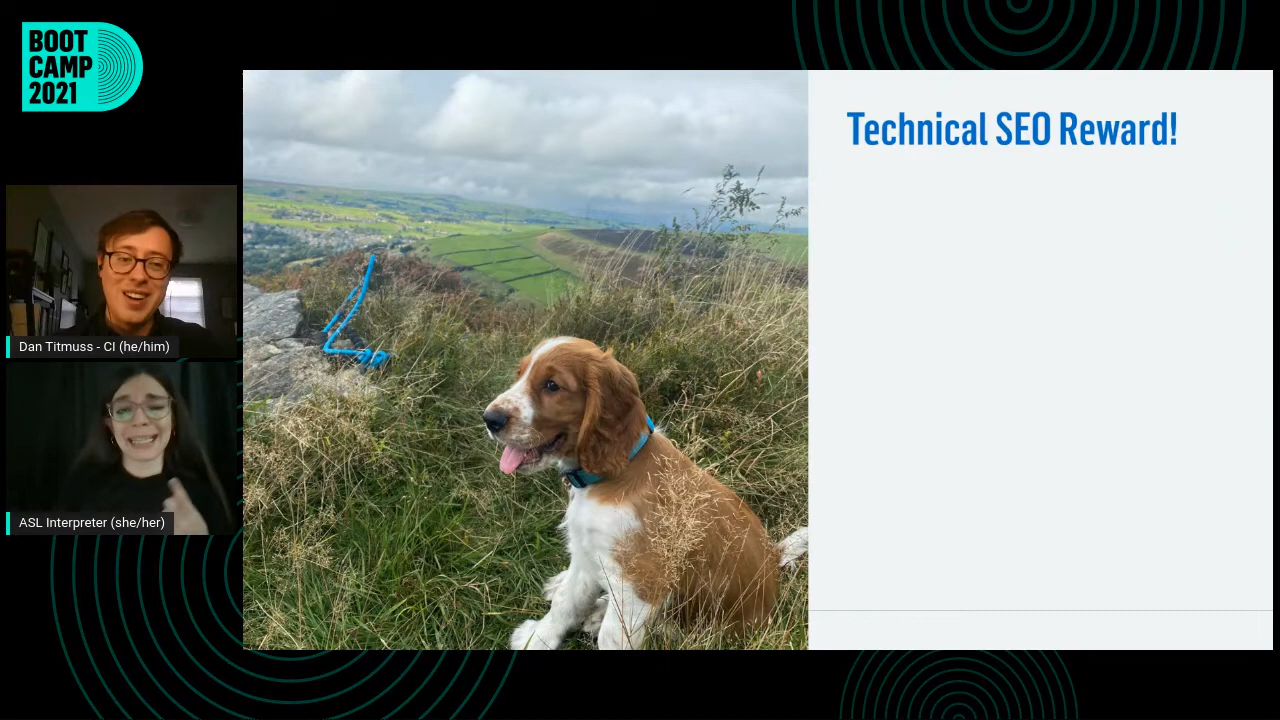 BOOT
CAMP
2021
Technical SEO Reward!
Dan Titmuss - CI (he/him)
ASL Interpreter (she/her)